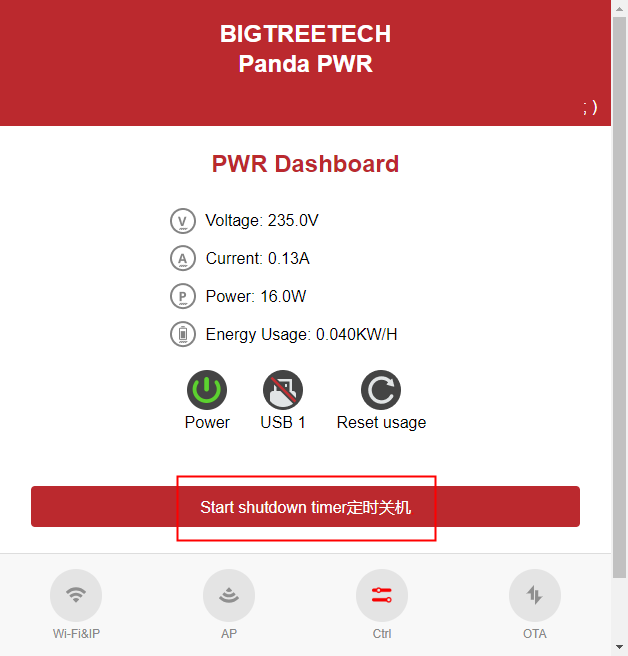 BIGTREETECH
Panda PWR
; )
PWR Dashboard
V Voltage: 235.0V
A Current: 0.13A
P Power: 16.0W
Energy Usage: 0.040KW/H
Power USB 1 Reset usage
Start shutdown timer定时关机
Wi-Fi&IP AP Ctrl OTA